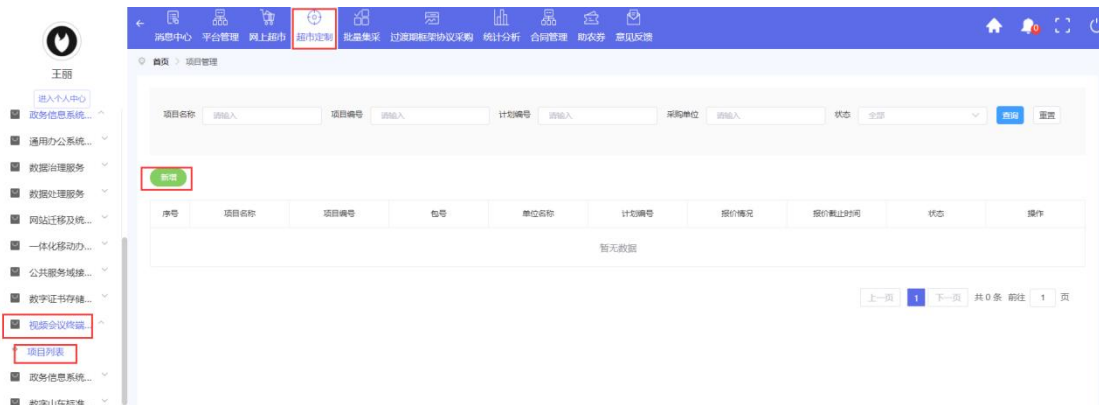 消息中心 平台管理 网上超市 超市定制 批量集采 过渡期框架协议采购 统计分析 合同管理 助农券 意见反馈
首页 > 项目管理
王丽
进入个人中心
政务信息系统...
通用办公系统...
数据治理服务
数据处理服务
网站迁移及统...
一体化移动办...
公共服务域接...
数字证书存储...
视频会议终端...
项目列表
政务信息系统...
数字山东标准...
项目名称 请输入 项目编号 请输入 计划编号 请输入 采购单位 请输入 状态 全部 查询 重置
新增
序号 项目名称 项目编号 包号 单位名称 计划编号 报价情况 报价截止时间 状态 操作
暂无数据
上一页 1 下一页 共 0 条 前往 1 页